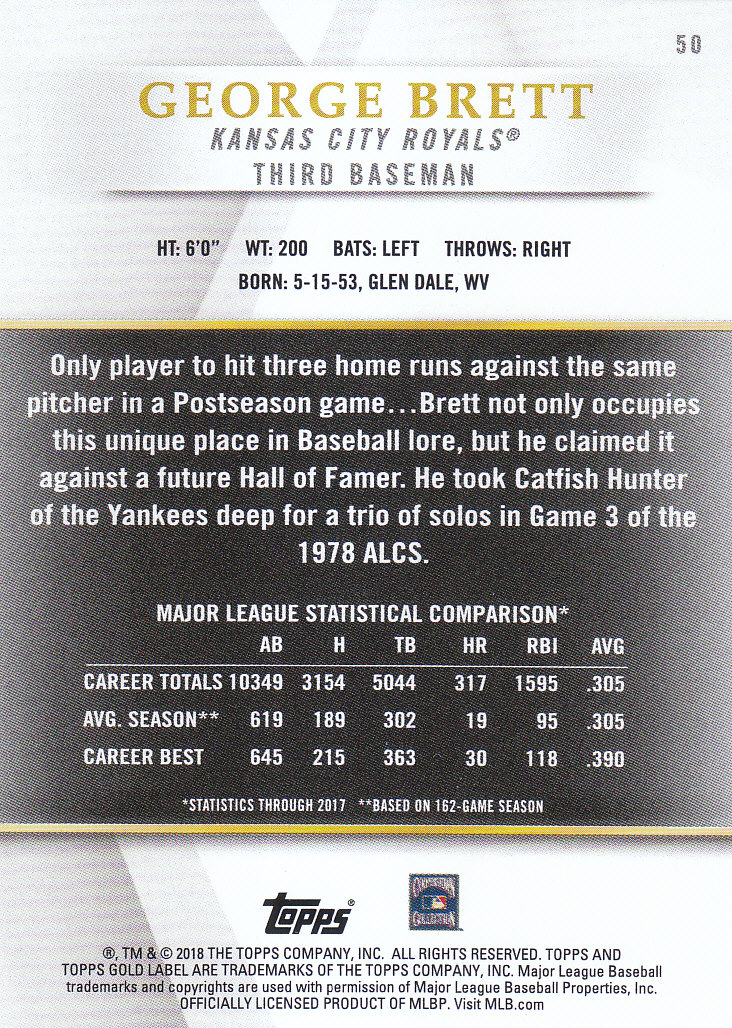 50
GEORGE BRETT
KANSAS CITY ROYALS®
THIRD BASEMAN
HT: 6'0" WT: 200 BATS: LEFT THROWS: RIGHT
BORN: 5-15-53, GLEN DALE, WV
Only player to hit three home runs against the same
pitcher in a Postseason game...Brett not only occupies
this unique place in Baseball lore, but he claimed it
against a future Hall of Famer. He took Catfish Hunter
of the Yankees deep for a trio of solos in Game 3 of the
1978 ALCS.
MAJOR LEAGUE STATISTICAL COMPARISON*
AB H TB HR RBI AVG
CAREER TOTALS 10349 3154 5044 317 1595 .305
AVG. SEASON** 619 189 302 19 95 .305
CAREER BEST 645 215 363 30 118 .390
*STATISTICS THROUGH 2017 **BASED ON 162-GAME SEASON
topps®
COOPERSTOWN
COLLECTION
®, TM & © 2018 THE TOPPS COMPANY, INC. ALL RIGHTS RESERVED. TOPPS AND
TOPPS GOLD LABEL ARE TRADEMARKS OF THE TOPPS COMPANY, INC. Major League Baseball
trademarks and copyrights are used with permission of Major League Baseball Properties, Inc.
OFFICIALLY LICENSED PRODUCT OF MLBP. Visit MLB.com